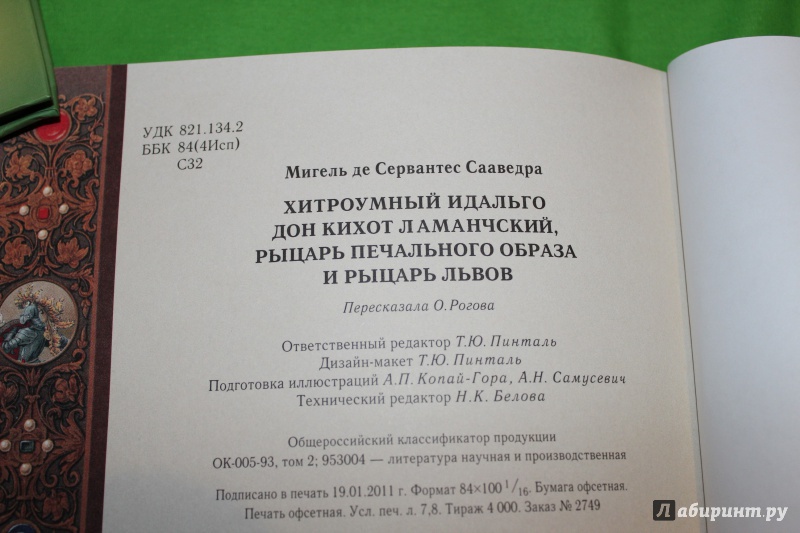 УДК 821.134.2
ББК 84(4Исп)
С32
Мигель де Сервантес Сааведра
ХИТРОУМНЫЙ ИДАЛЬГО
ДОН КИХОТ ЛАМАНЧСКИЙ,
РЫЦАРЬ ПЕЧАЛЬНОГО ОБРАЗА
И РЫЦАРЬ ЛЬВОВ
Пересказала О. Рогова
Ответственный редактор Т.Ю. Пинталь
Дизайн-макет Т.Ю. Пинталь
Подготовка иллюстраций А.П. Копай-Гора, А.Н. Самусевич
Технический редактор Н.К. Белова
Общероссийский классификатор продукции
ОК-005-93, том 2; 953004 — литература научная и производственная
Подписано в печать 19.01.2011 г. Формат 84×100 1/16. Бумага офсетная.
Печать офсетная. Усл. печ. л. 7,8. Тираж 4 000. Заказ № 2749
Лабиринт.ру